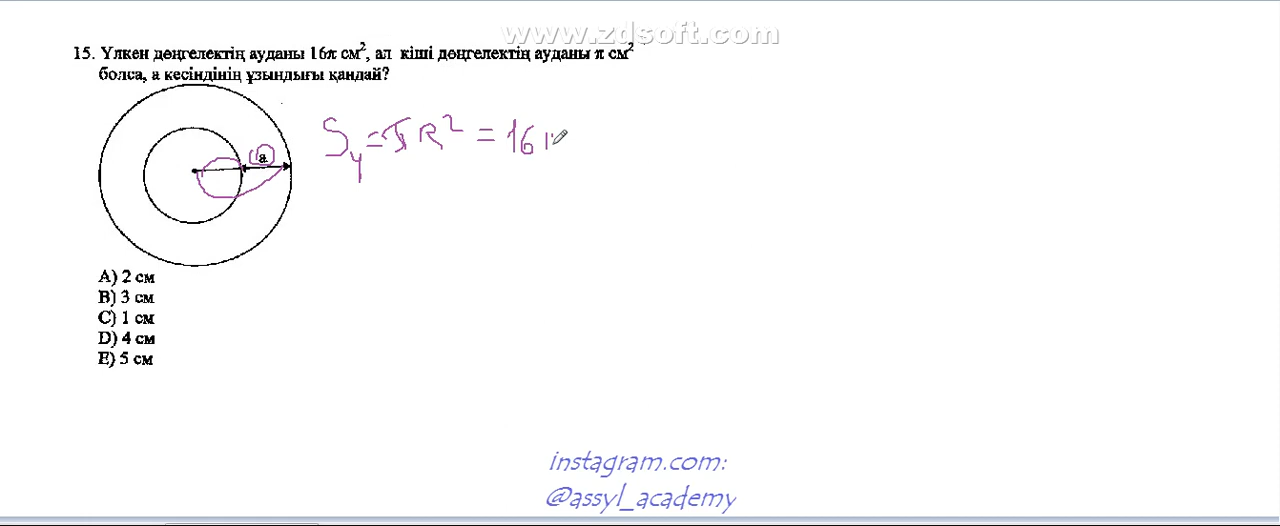 www.zdsoft.com
15. Үлкен дөңгелектің ауданы 16π см², ал кіші дөңгелектің ауданы π см²
болса, а кесіндінің ұзындығы қандай?
a
S_y = πR² = 16
A) 2 см
B) 3 см
C) 1 см
D) 4 см
E) 5 см
instagram.com:
@assyl_academy